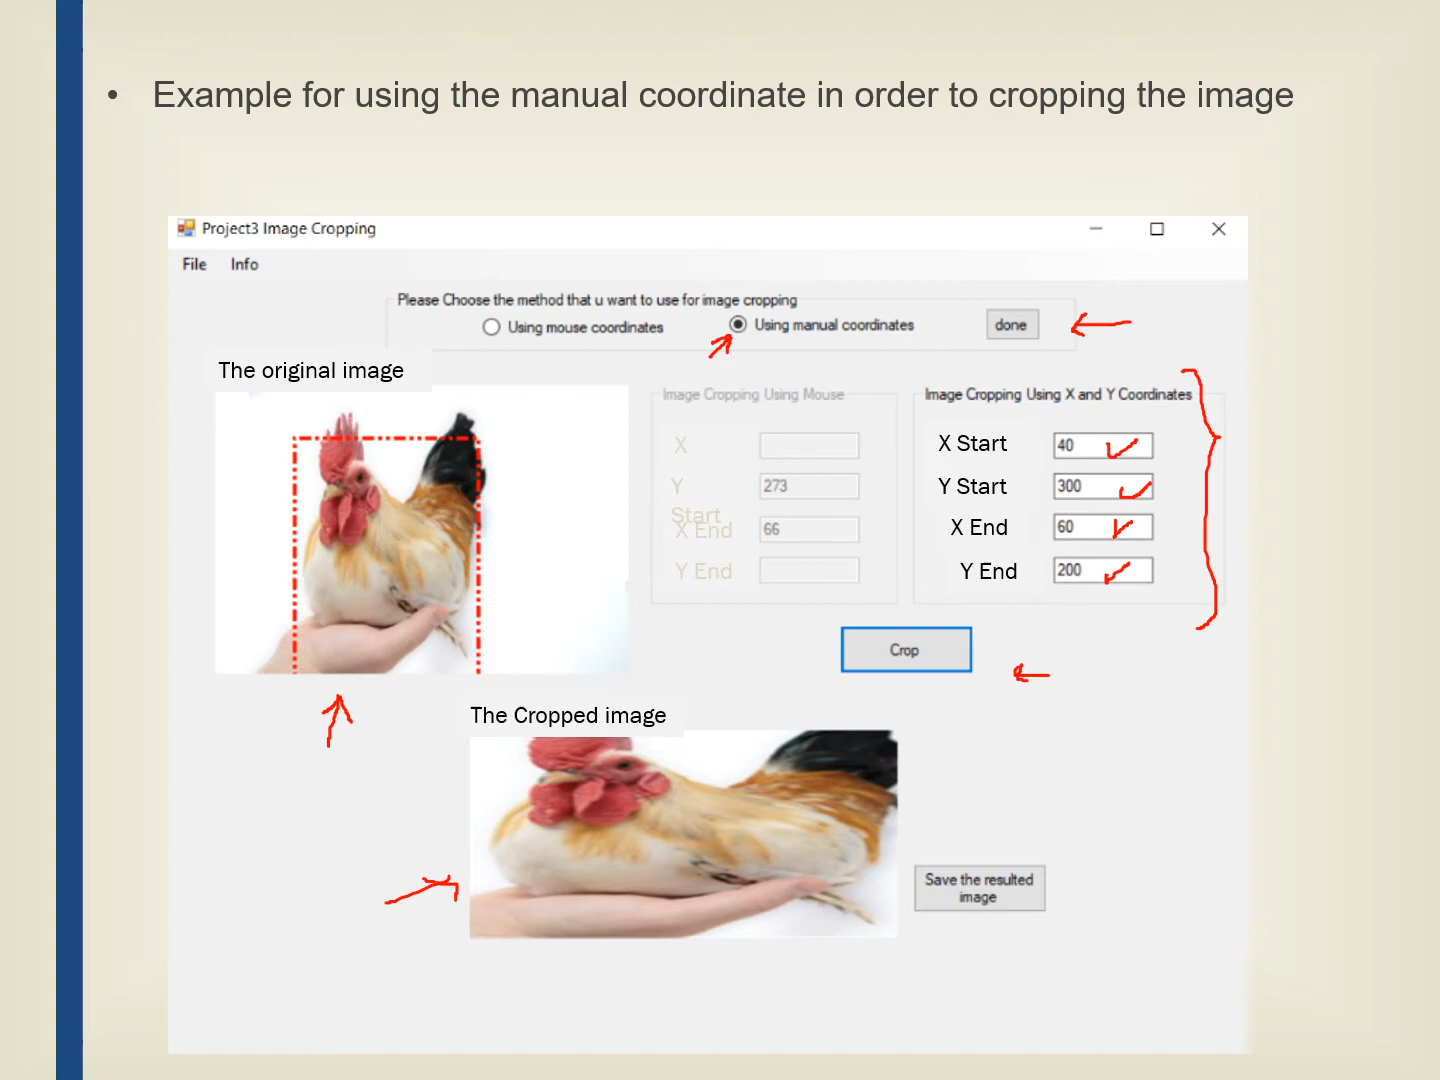 • Example for using the manual coordinate in order to cropping the image
Project3 Image Cropping
File Info
Please Choose the method that u want to use for image cropping
Using mouse coordinates Using manual coordinates done
The original image
Image Cropping Using Mouse
X
Y Start 273
X End 66
Y End
Image Cropping Using X and Y Coordinates
X Start 40
Y Start 300
X End 60
Y End 200
Crop
The Cropped image
Save the resulted
image